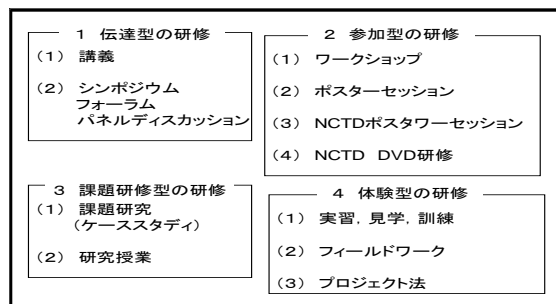 1 伝達型の研修
(1) 講義
(2) シンポジウム
フォーラム
パネルディスカッション
2 参加型の研修
(1) ワークショップ
(2) ポスターセッション
(3) NCTDポスタワーセッション
(4) NCTD DVD研修
3 課題研修型の研修
(1) 課題研究
(ケーススタディ)
(2) 研究授業
4 体験型の研修
(1) 実習,見学,訓練
(2) フィールドワーク
(3) プロジェクト法